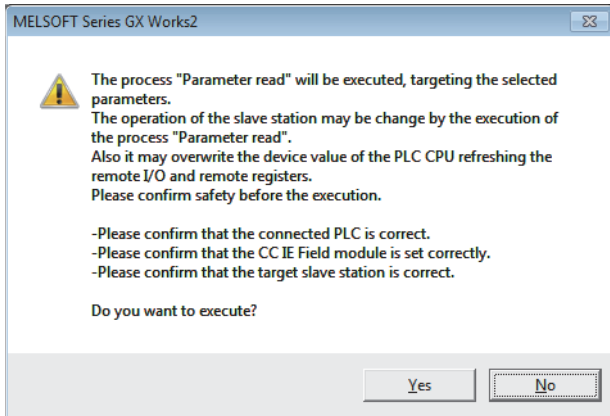 MELSOFT Series GX Works2
The process "Parameter read" will be executed, targeting the selected
parameters.
The operation of the slave station may be change by the execution of
the process "Parameter read".
Also it may overwrite the device value of the PLC CPU refreshing the
remote I/O and remote registers.
Please confirm safety before the execution.
-Please confirm that the connected PLC is correct.
-Please confirm that the CC IE Field module is set correctly.
-Please confirm that the target slave station is correct.
Do you want to execute?
Yes
No